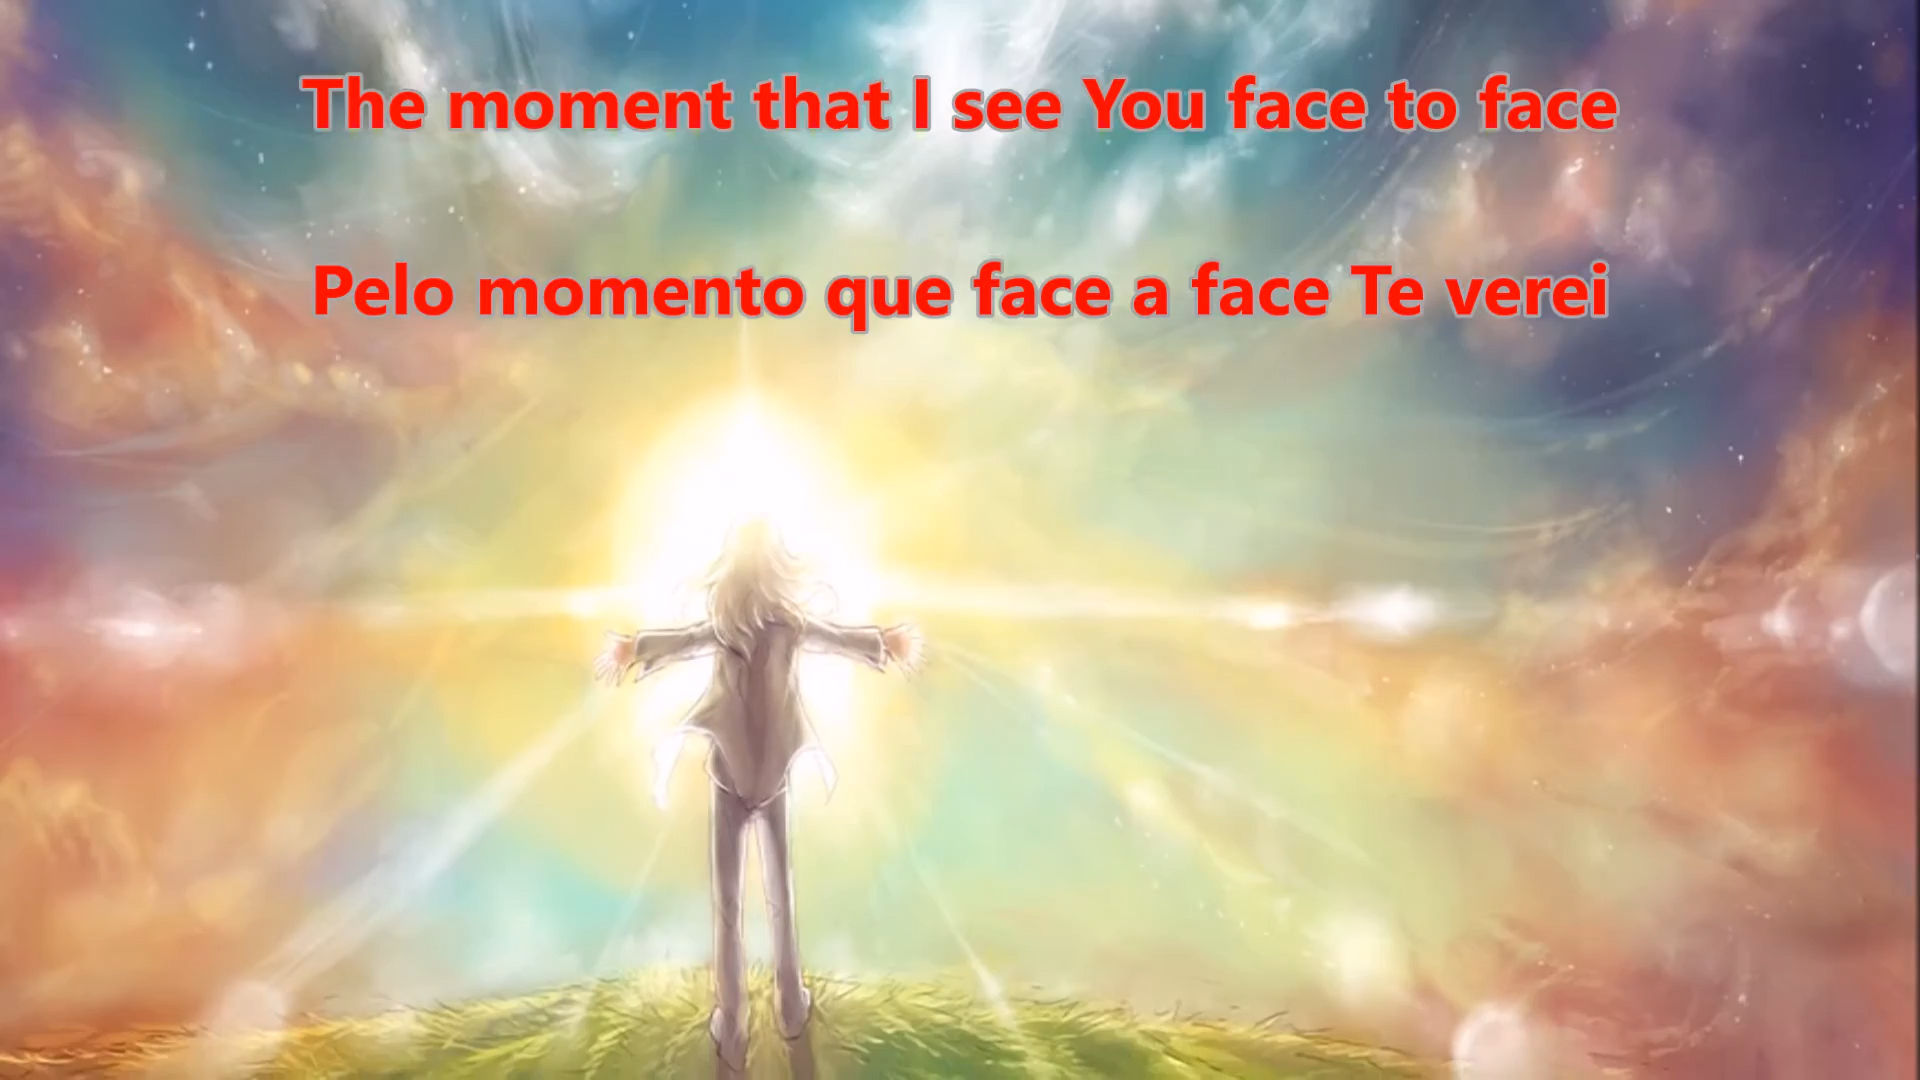 The moment that I see You face to face
Pelo momento que face a face Te verei